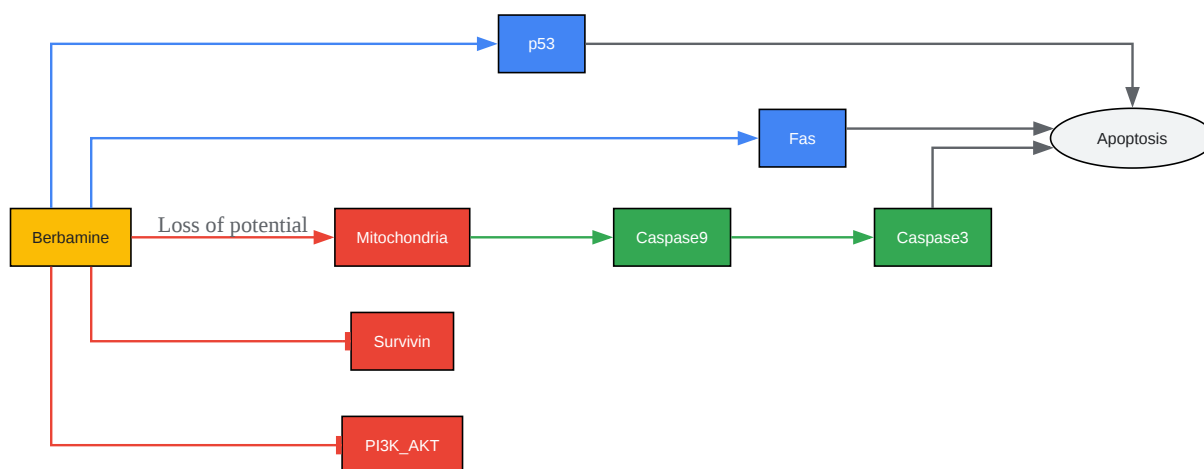 p53
Fas
Apoptosis
Berbamine
Loss of potential
Mitochondria
Caspase9
Caspase3
Survivin
PI3K_AKT